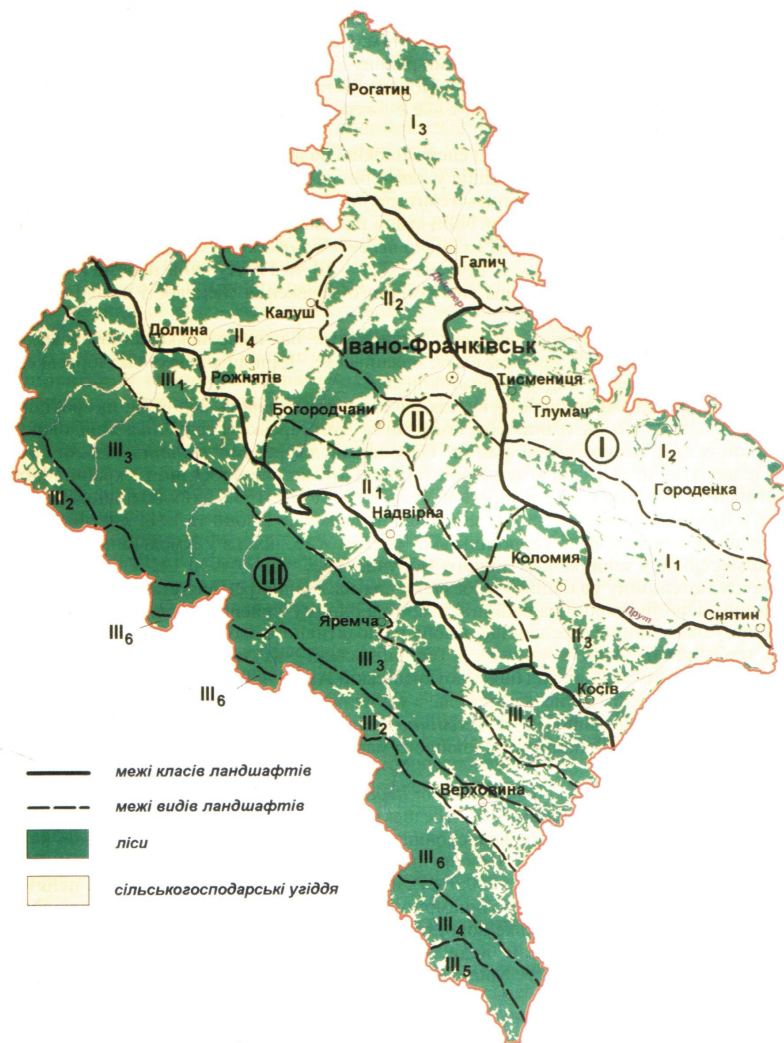 Рогатин
I3
Галич
Дністер
II2
Калуш
Долина
II4
Івано-Франківськ
III1
Рожнятів
Тисмениця
Тлумач
Богородчани
II
I
I2
III3
Городенка
III2
II1
Надвірна
Коломия
I1
III
Снятин
Прут
III6
Яремча
II3
III3
Косів
III6
III1
III2
Верховина
III6
III4
III5
межі класів ландшафтів
межі видів ландшафтів
ліси
сільськогосподарські угіддя